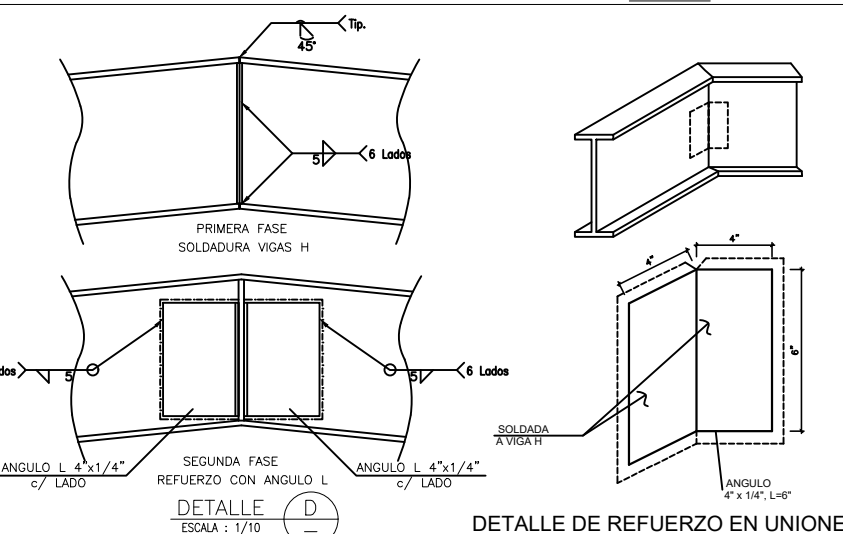 Tip.
45°
5
6 Lados
PRIMERA FASE
SOLDADURA VIGAS H
5
6 Lados
5
ANGULO L 4"x1/4"
c/ LADO
SEGUNDA FASE
REFUERZO CON ANGULO L
ANGULO L 4"x1/4"
c/ LADO
DETALLE D
ESCALA : 1/10
4"
4"
6"
SOLDADA
A VIGA H
ANGULO
4" x 1/4", L=6"
DETALLE DE REFUERZO EN UNIONE